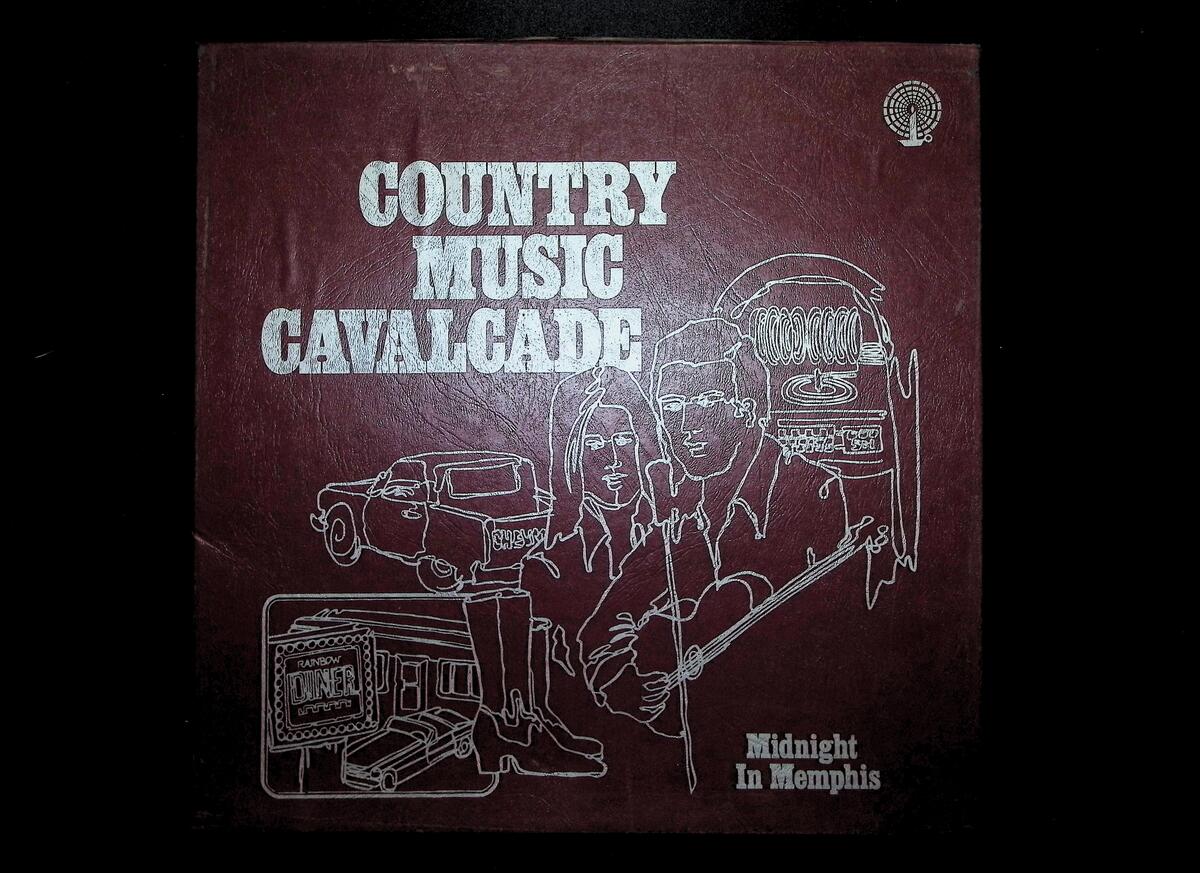 COUNTRY
MUSIC
CAVALCADE
CHEVY
RAINBOW
DINER
Midnight
In Memphis